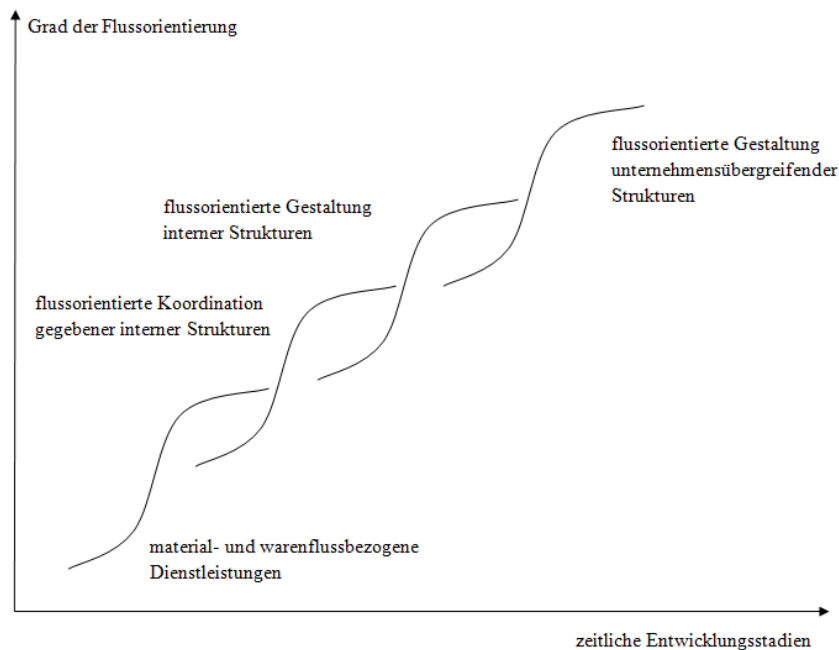 Grad der Flussorientierung
flussorientierte Gestaltung
unternehmensübergreifender
Strukturen
flussorientierte Gestaltung
interner Strukturen
flussorientierte Koordination
gegebener interner Strukturen
material- und warenflussbezogene
Dienstleistungen
zeitliche Entwicklungsstadien